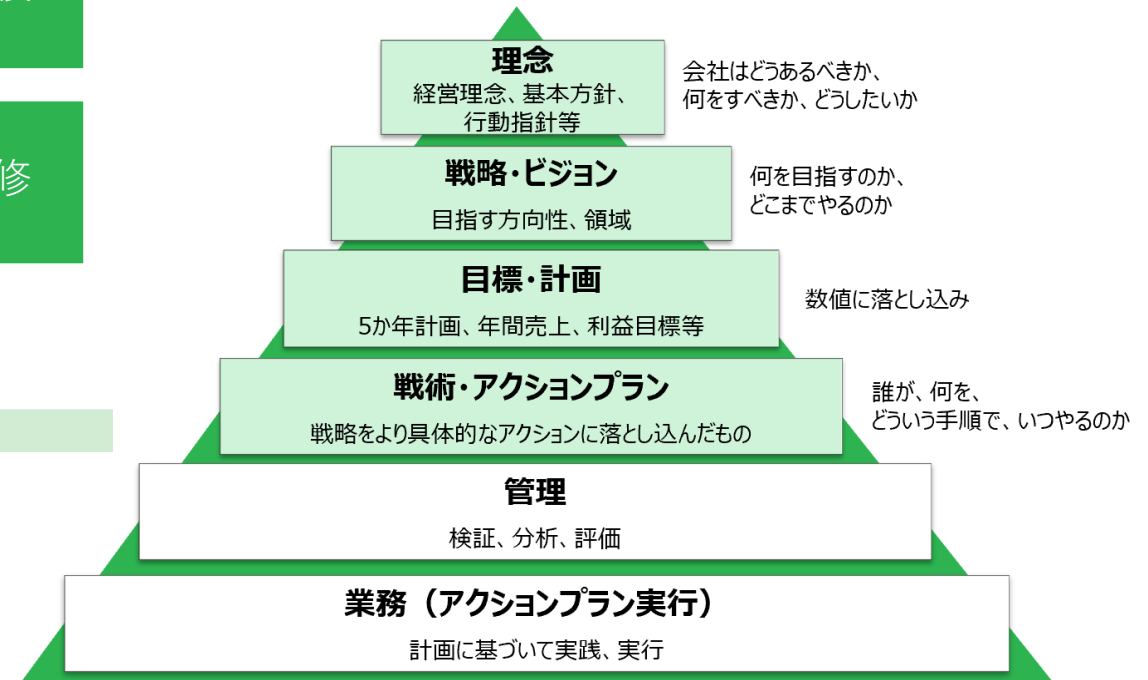 理念
経営理念、基本方針、
行動指針等
会社はどうあるべきか、
何をすべきか、どうしたいか
修
戦略・ビジョン
目指す方向性、領域
何を目指すのか、
どこまでやるのか
目標・計画
5か年計画、年間売上、利益目標等
数値に落とし込み
戦術・アクションプラン
戦略をより具体的なアクションに落とし込んだもの
誰が、何を、
どういう手順で、いつやるのか
管理
検証、分析、評価
業務（アクションプラン実行）
計画に基づいて実践、実行